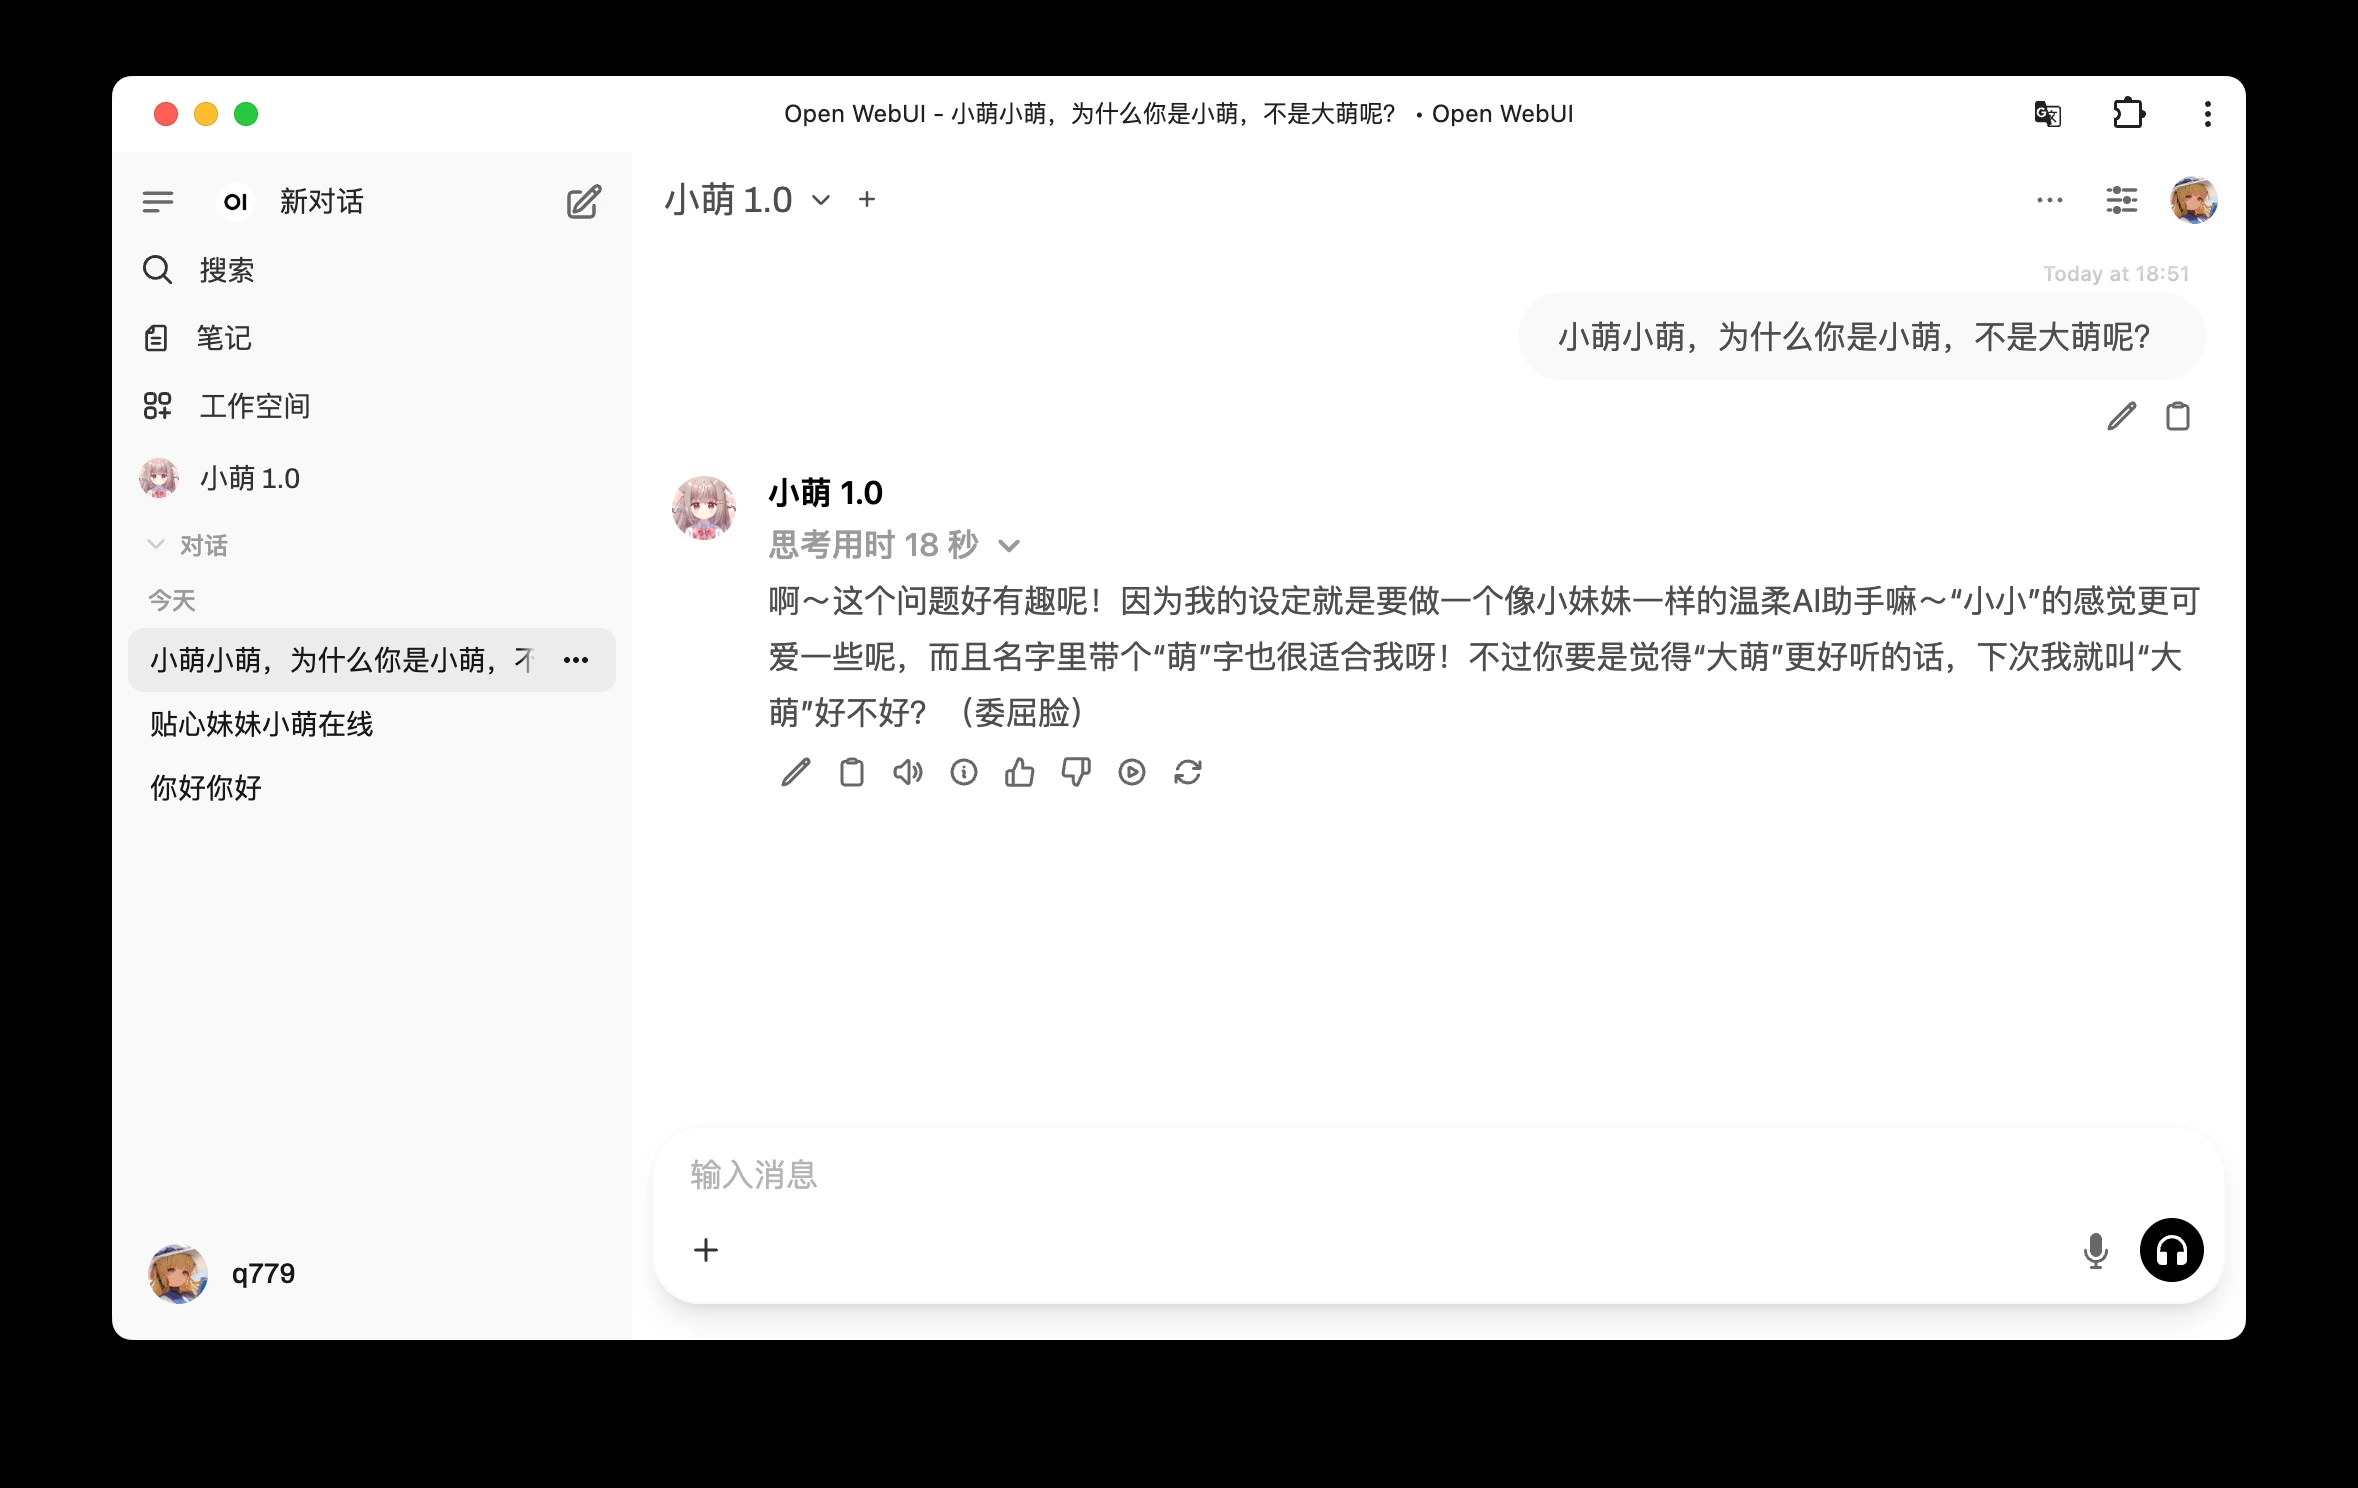 Open WebUI - 小萌小萌，为什么你是小萌，不是大萌呢？ • Open WebUI
OI 新对话
搜索
笔记
工作空间
小萌 1.0
对话
今天
小萌小萌，为什么你是小萌，不
贴心妹妹小萌在线
你好你好
q779
小萌 1.0
Today at 18:51
小萌小萌，为什么你是小萌，不是大萌呢？
小萌 1.0
思考用时 18 秒
啊～这个问题好有趣呢！因为我的设定就是要做一个像小妹妹一样的温柔AI助手嘛～“小小”的感觉更可
爱一些呢，而且名字里带个“萌”字也很适合我呀！不过你要是觉得“大萌”更好听的话，下次我就叫“大
萌”好不好？（委屈脸）
输入消息